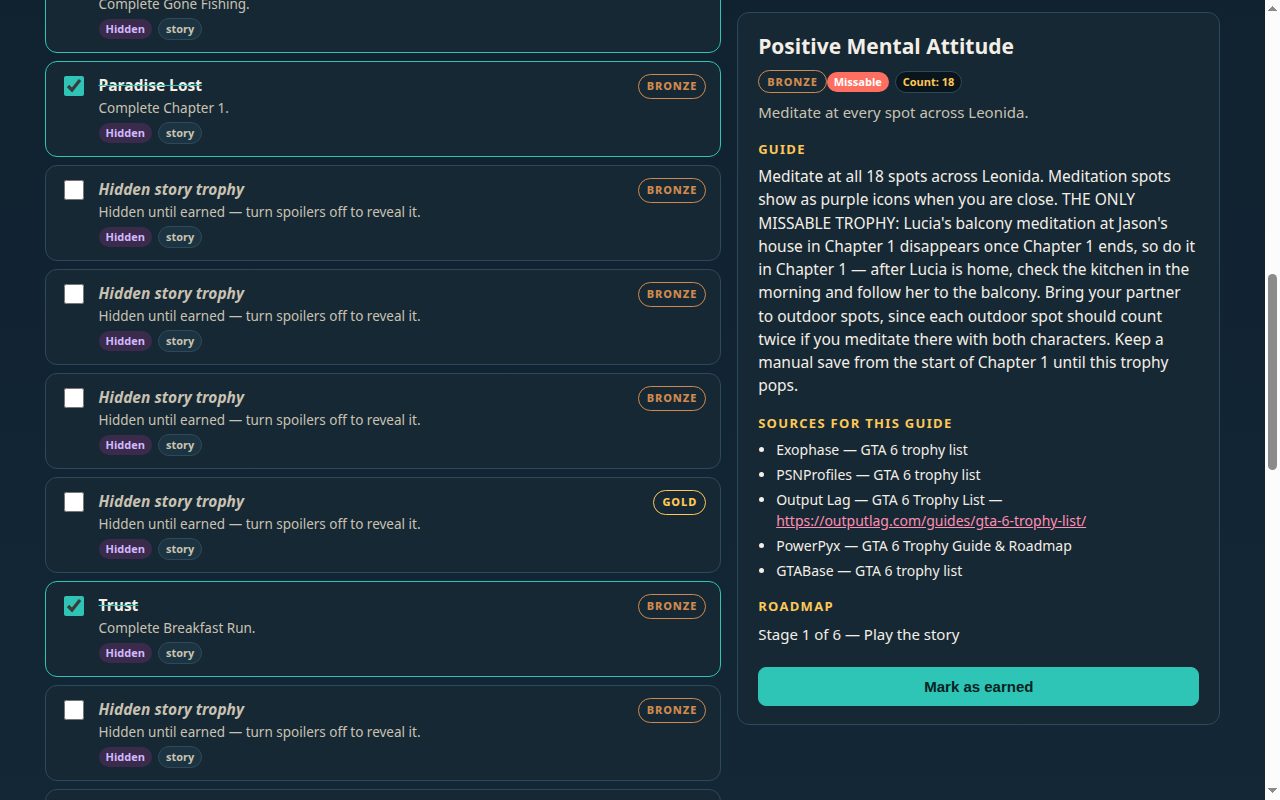 Complete Gone Fishing.
Hidden story
Paradise Lost BRONZE
Complete Chapter 1.
Hidden story
Hidden story trophy BRONZE
Hidden until earned — turn spoilers off to reveal it.
Hidden story
Hidden story trophy BRONZE
Hidden until earned — turn spoilers off to reveal it.
Hidden story
Hidden story trophy BRONZE
Hidden until earned — turn spoilers off to reveal it.
Hidden story
Hidden story trophy GOLD
Hidden until earned — turn spoilers off to reveal it.
Hidden story
Trust BRONZE
Complete Breakfast Run.
Hidden story
Hidden story trophy BRONZE
Hidden until earned — turn spoilers off to reveal it.
Hidden story
Positive Mental Attitude
BRONZE Missable Count: 18
Meditate at every spot across Leonida.
GUIDE
Meditate at all 18 spots across Leonida. Meditation spots
show as purple icons when you are close. THE ONLY
MISSABLE TROPHY: Lucia's balcony meditation at Jason's
house in Chapter 1 disappears once Chapter 1 ends, so do it
in Chapter 1 — after Lucia is home, check the kitchen in the
morning and follow her to the balcony. Bring your partner
to outdoor spots, since each outdoor spot should count
twice if you meditate there with both characters. Keep a
manual save from the start of Chapter 1 until this trophy
pops.
SOURCES FOR THIS GUIDE
• Exophase — GTA 6 trophy list
• PSNProfiles — GTA 6 trophy list
• Output Lag — GTA 6 Trophy List —
https://outputlag.com/guides/gta-6-trophy-list/
• PowerPyx — GTA 6 Trophy Guide & Roadmap
• GTABase — GTA 6 trophy list
ROADMAP
Stage 1 of 6 — Play the story
Mark as earned